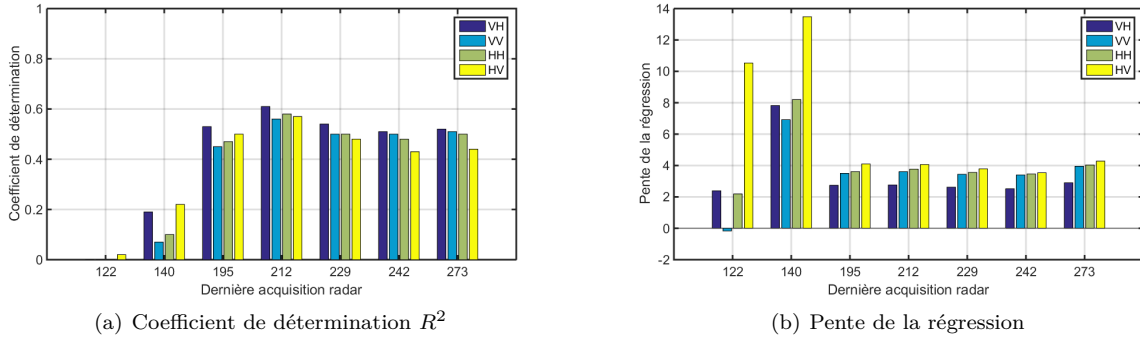 1
0.8
0.6
0.4
0.2
0
Coefficient de détermination
VH
VV
HH
HV
122 140 195 212 229 242 273
Dernière acquisition radar
(a) Coefficient de détermination R²
14
12
10
8
6
4
2
0
-2
Pente de la régression
VH
VV
HH
HV
122 140 195 212 229 242 273
Dernière acquisition radar
(b) Pente de la régression